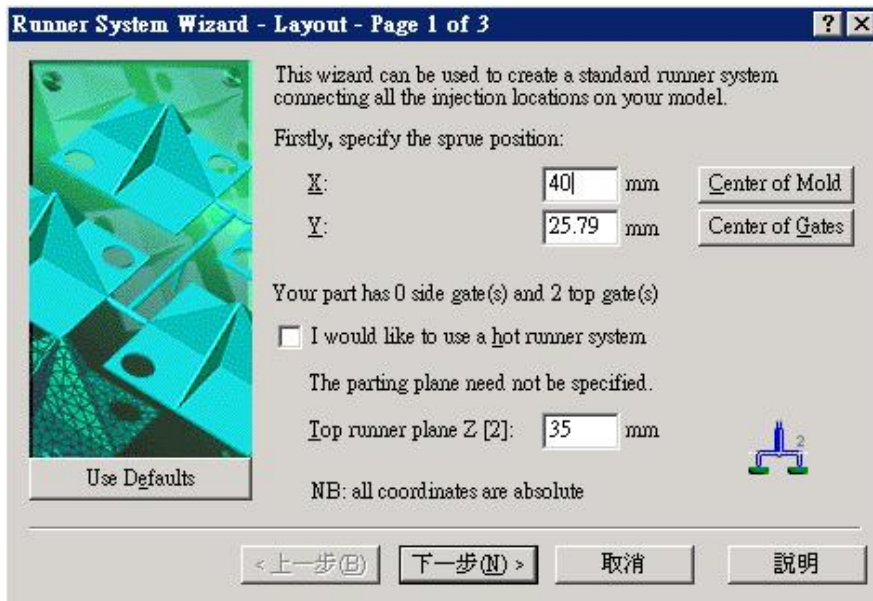 Runner System Wizard - Layout - Page 1 of 3
This wizard can be used to create a standard runner system
connecting all the injection locations on your model.
Firstly, specify the sprue position:
X: 40 mm Center of Mold
Y: 25.79 mm Center of Gates
Your part has 0 side gate(s) and 2 top gate(s)
I would like to use a hot runner system
The parting plane need not be specified.
Top runner plane Z [2]: 35 mm
2
Use Defaults
NB: all coordinates are absolute
<上一步(B) 下一步(N) > 取消 說明